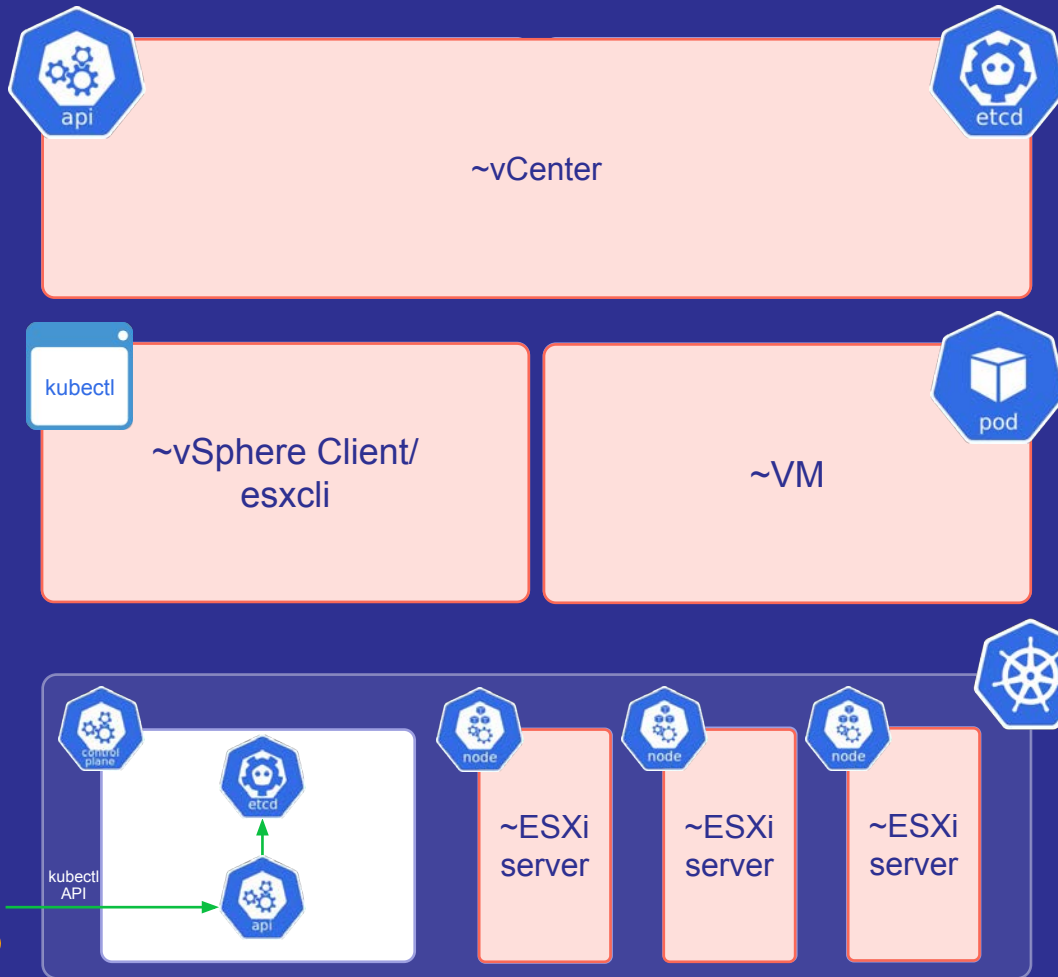 api
etcd
~vCenter
kubectl
~vSphere Client/
esxcli
pod
~VM
control
plane
node
node
node
etcd
~ESXi
server
~ESXi
server
~ESXi
server
kubectl
API
api